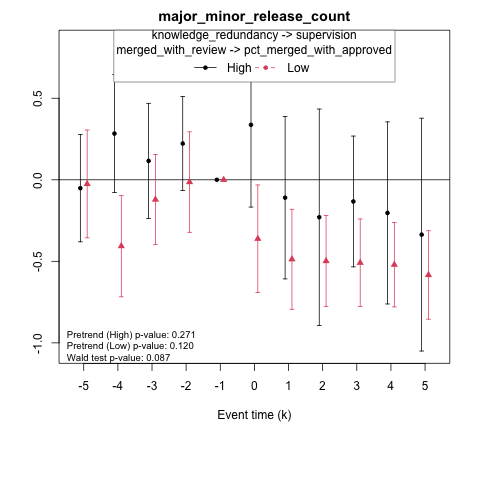 major_minor_release_count
knowledge_redundancy -> supervision
merged_with_review -> pct_merged_with_approved
High Low
0.5
0.0
-0.5
-1.0
Pretrend (High) p-value: 0.271
Pretrend (Low) p-value: 0.120
Wald test p-value: 0.087
-5 -4 -3 -2 -1 0 1 2 3 4 5
Event time (k)